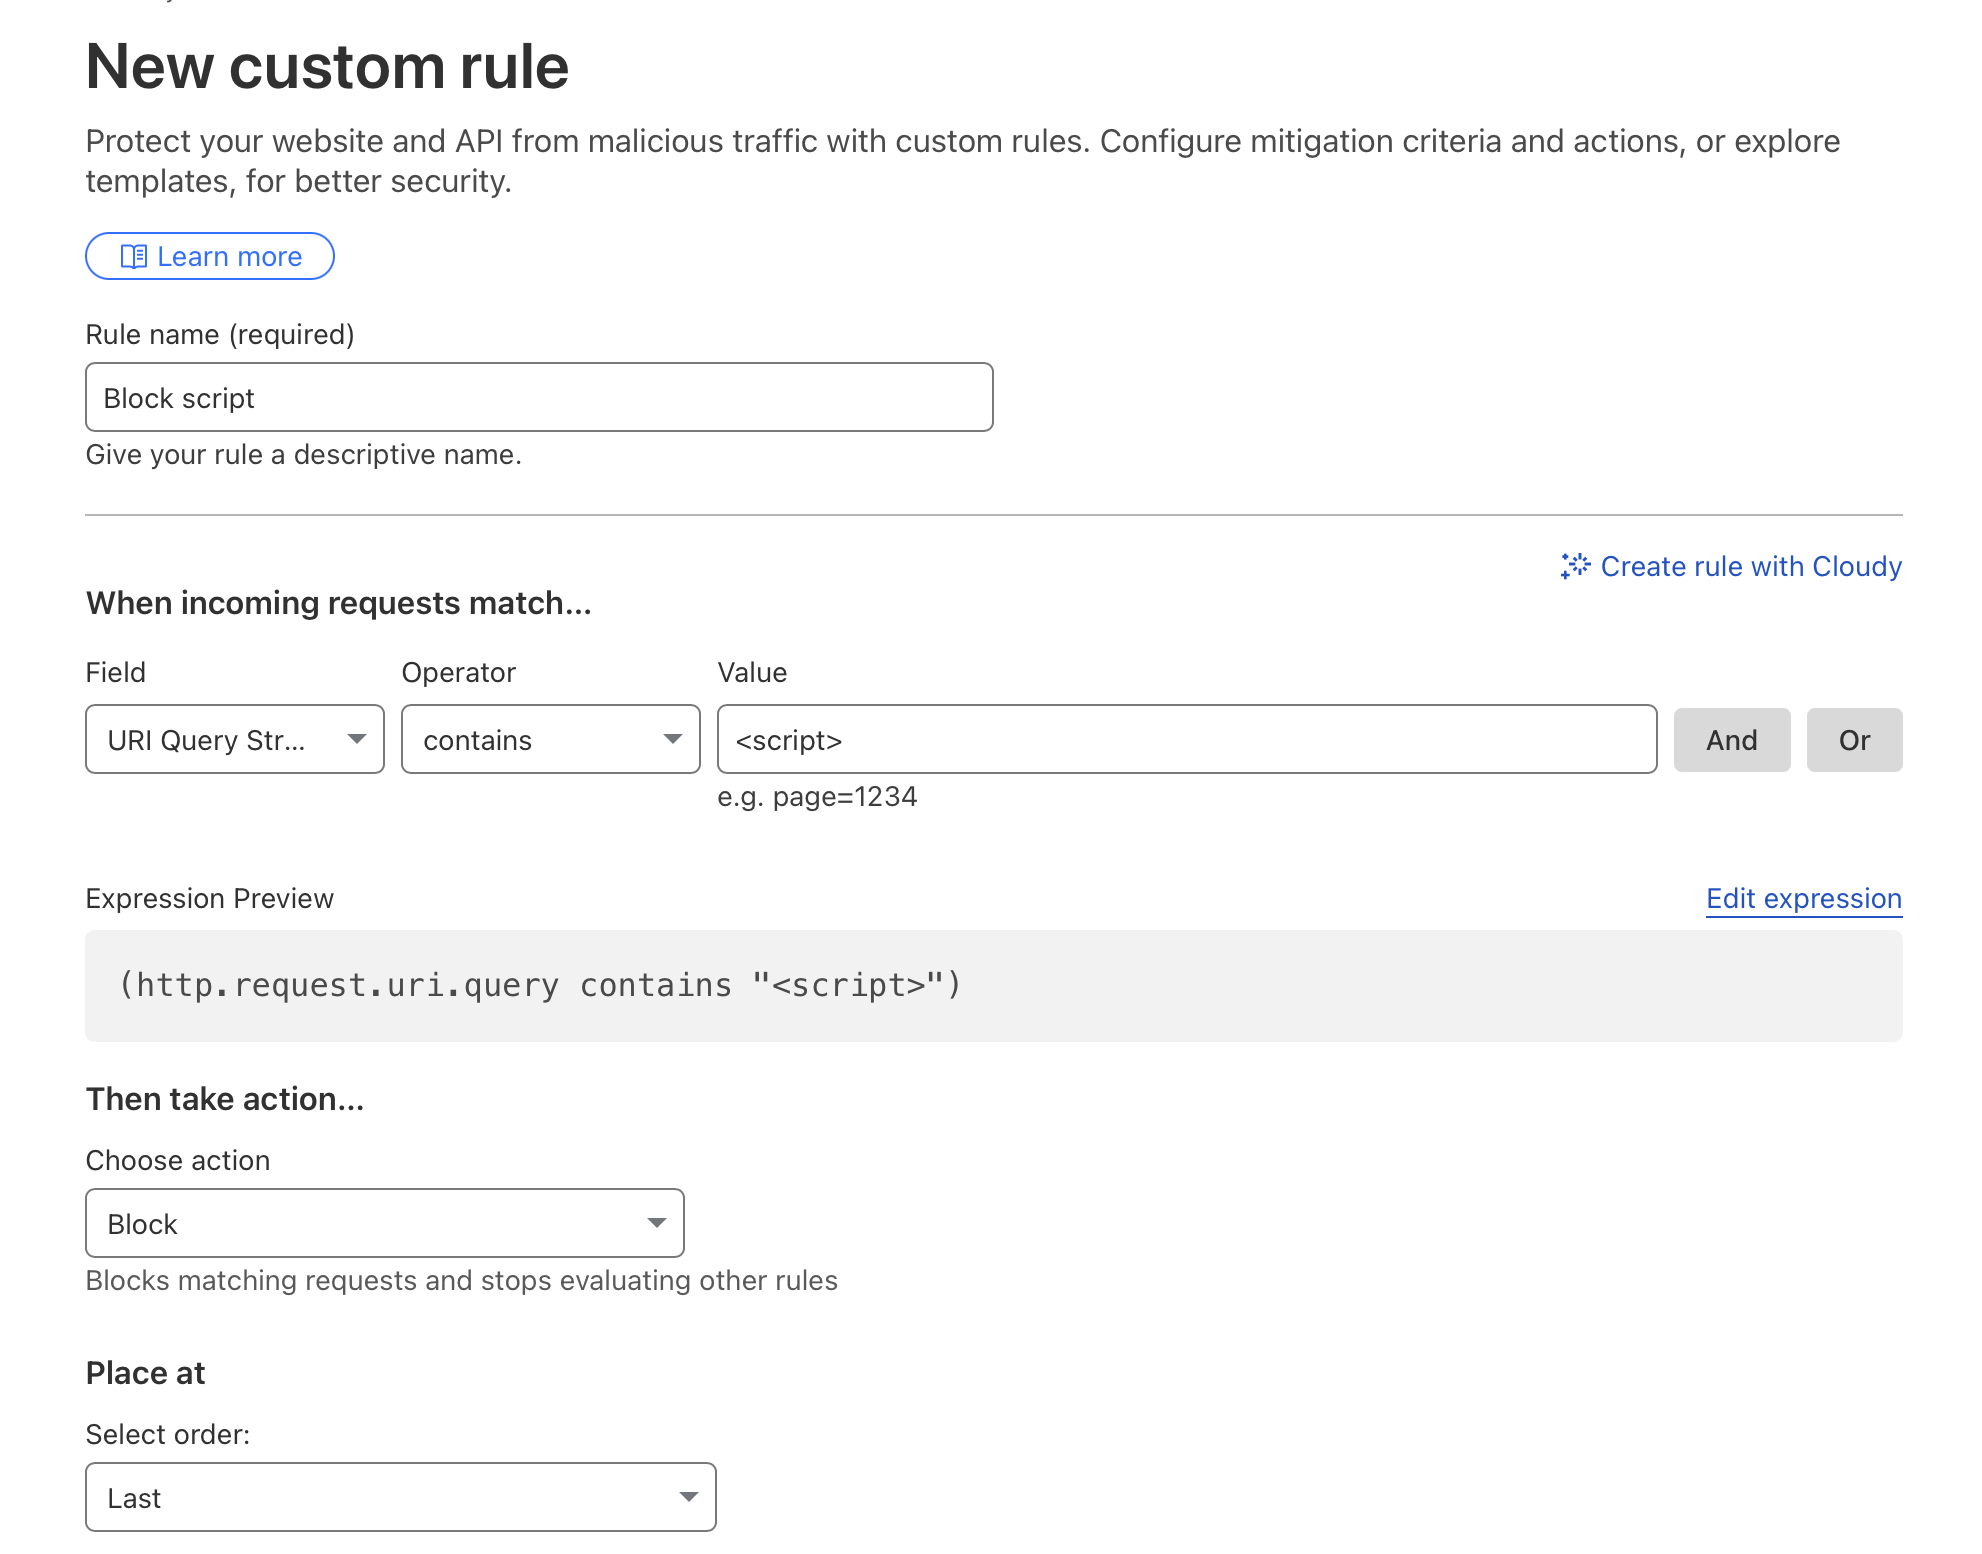 New custom rule
Protect your website and API from malicious traffic with custom rules. Configure mitigation criteria and actions, or explore
templates, for better security.
Learn more
Rule name (required)
Block script
Give your rule a descriptive name.
Create rule with Cloudy
When incoming requests match...
Field Operator Value
URI Query Str... contains <script> And Or
e.g. page=1234
Expression Preview Edit expression
(http.request.uri.query contains "<script>")
Then take action...
Choose action
Block
Blocks matching requests and stops evaluating other rules
Place at
Select order:
Last